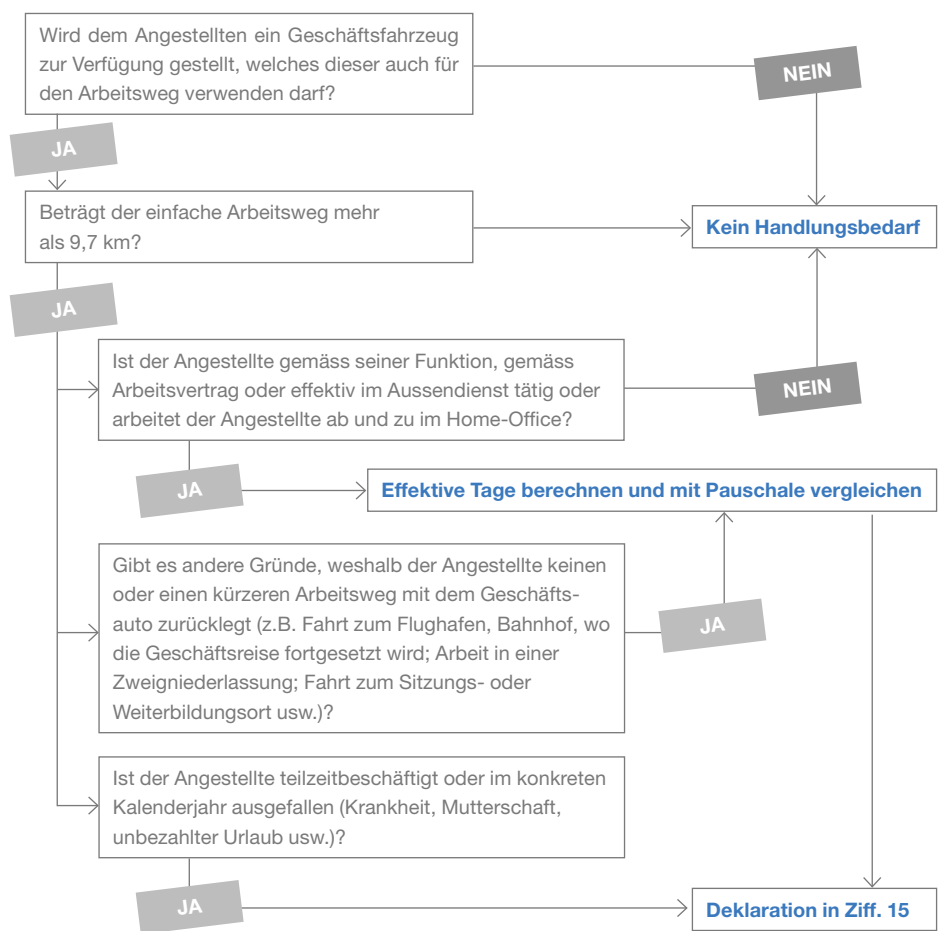 Wird dem Angestellten ein Geschäftsfahrzeug
zur Verfügung gestellt, welches dieser auch für
den Arbeitsweg verwenden darf?
NEIN
JA
Beträgt der einfache Arbeitsweg mehr
als 9,7 km?
Kein Handlungsbedarf
JA
Ist der Angestellte gemäss seiner Funktion, gemäss
Arbeitsvertrag oder effektiv im Aussendienst tätig oder
arbeitet der Angestellte ab und zu im Home-Office?
NEIN
JA
Effektive Tage berechnen und mit Pauschale vergleichen
Gibt es andere Gründe, weshalb der Angestellte keinen
oder einen kürzeren Arbeitsweg mit dem Geschäfts-
auto zurücklegt (z.B. Fahrt zum Flughafen, Bahnhof, wo
die Geschäftsreise fortgesetzt wird; Arbeit in einer
Zweigniederlassung; Fahrt zum Sitzungs- oder
Weiterbildungsort usw.)?
JA
Ist der Angestellte teilzeitbeschäftigt oder im konkreten
Kalenderjahr ausgefallen (Krankheit, Mutterschaft,
unbezahlter Urlaub usw.)?
JA
Deklaration in Ziff. 15